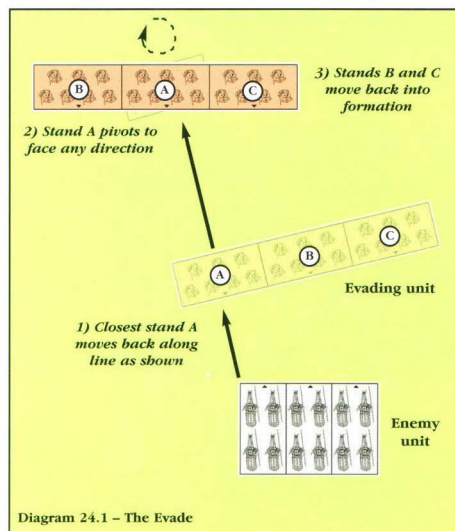 B
A
C
3) Stands B and C
move back into
formation
2) Stand A pivots to
face any direction
A
B
C
Evading unit
1) Closest stand A
moves back along
line as shown
Enemy
unit
Diagram 24.1 – The Evade